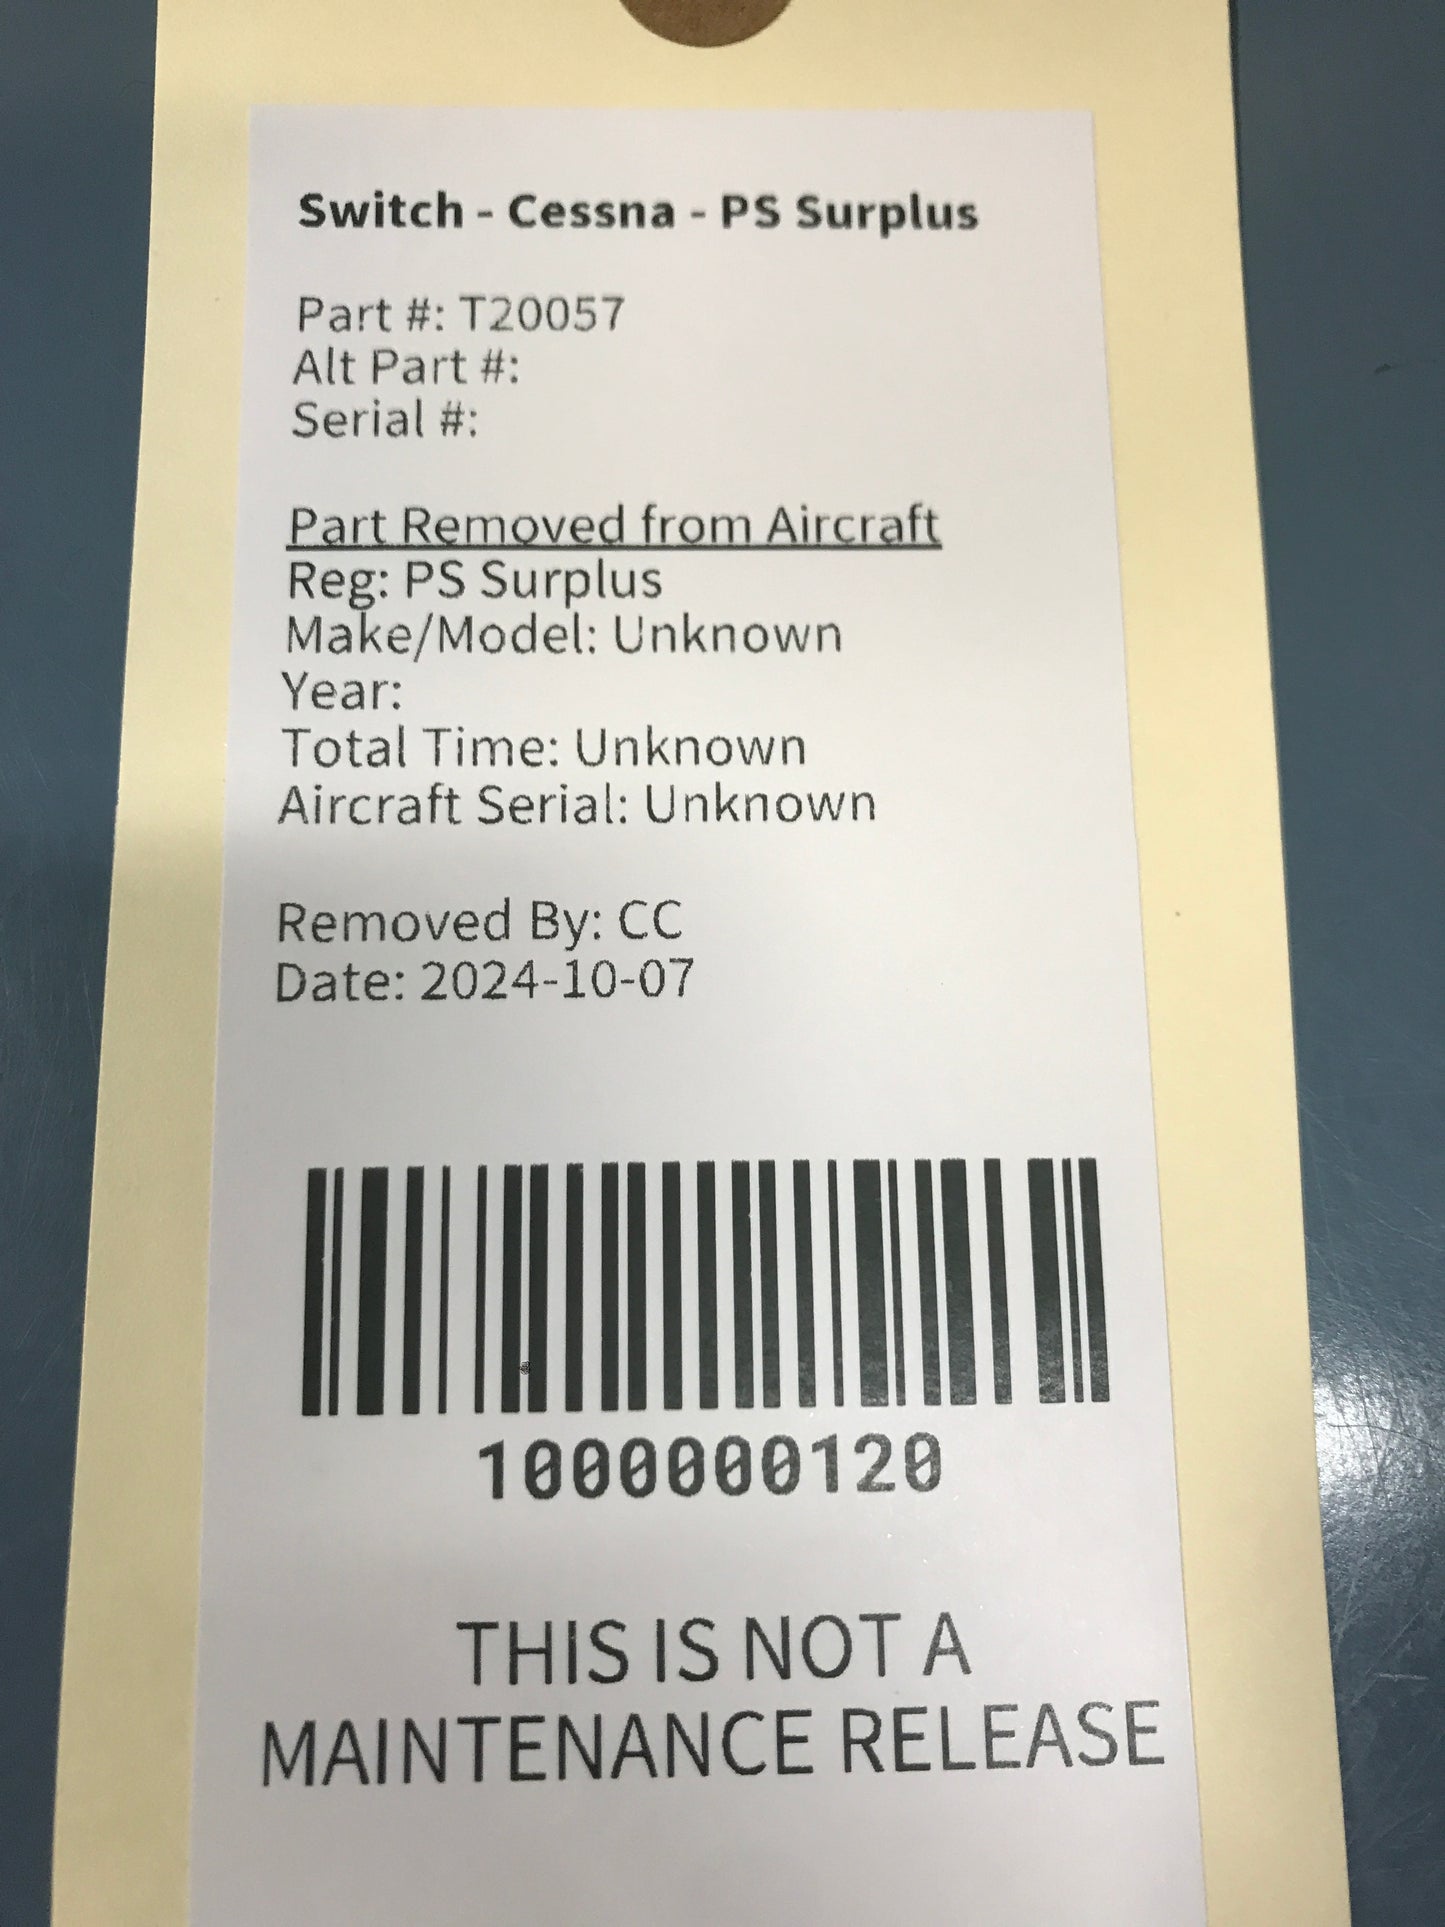 Switch - Cessna - PS Surplus
Part #: T20057
Alt Part #:
Serial #:
Part Removed from Aircraft
Reg: PS Surplus
Make/Model: Unknown
Year:
Total Time: Unknown
Aircraft Serial: Unknown
Removed By: CC
Date: 2024-10-07
1000000120
THIS IS NOT A
MAINTENANCE RELEASE